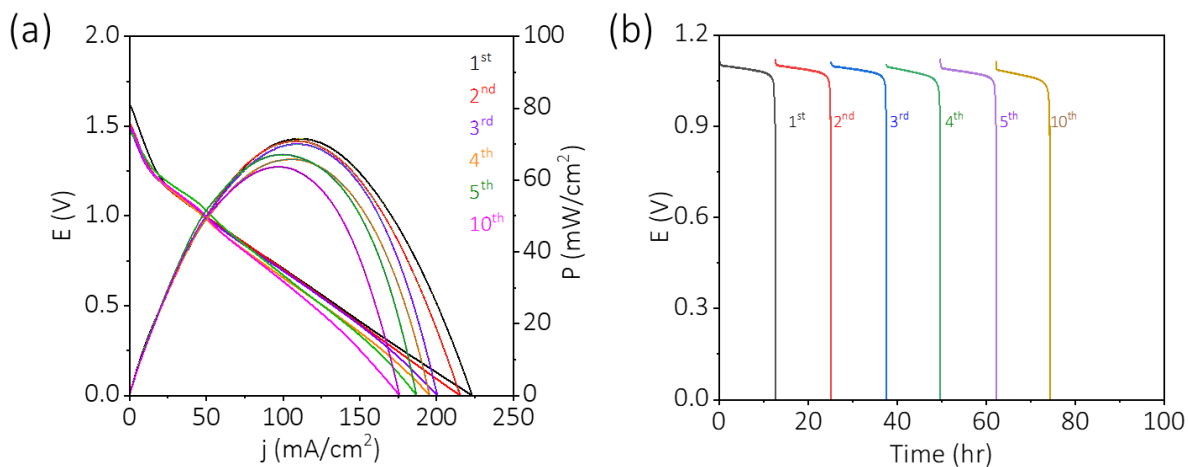 (a)
2.0
1.5
1.0
0.5
0.0
E (V)
0
50
100
150
200
250
j (mA/cm²)
100
80
60
40
20
0
P (mW/cm²)
1st
2nd
3rd
4th
5th
10th
(b)
1.2
0.9
0.6
0.3
0.0
E (V)
1st 2nd 3rd 4th 5th 10th
0 20 40 60 80 100
Time (hr)